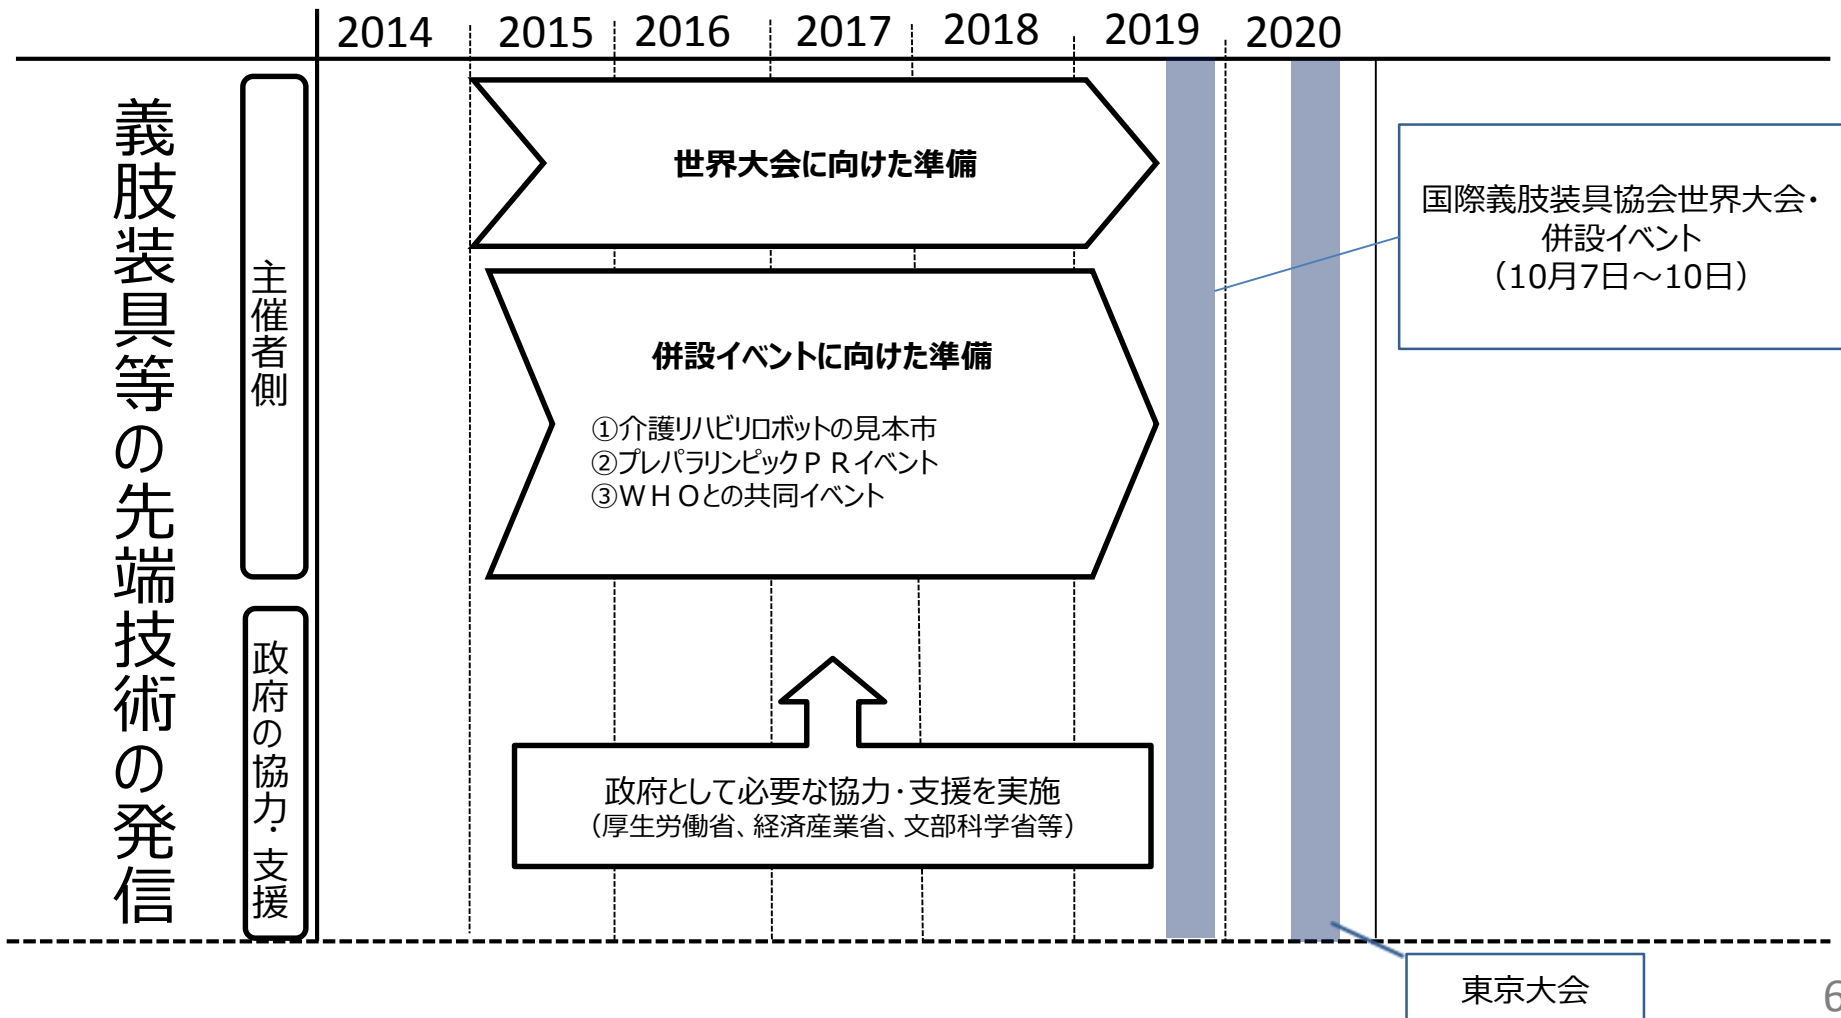 2014 2015 2016 2017 2018 2019 2020
義肢装具等の先端技術の発信
主催者側
世界大会に向けた準備
併設イベントに向けた準備
①介護リハビリロボットの見本市
②プレパラリンピックＰＲイベント
③ＷＨＯとの共同イベント
国際義肢装具協会世界大会・
併設イベント
（10月7日～10日）
政府の協力・支援
政府として必要な協力・支援を実施
（厚生労働省、経済産業省、文部科学省等）
東京大会
6